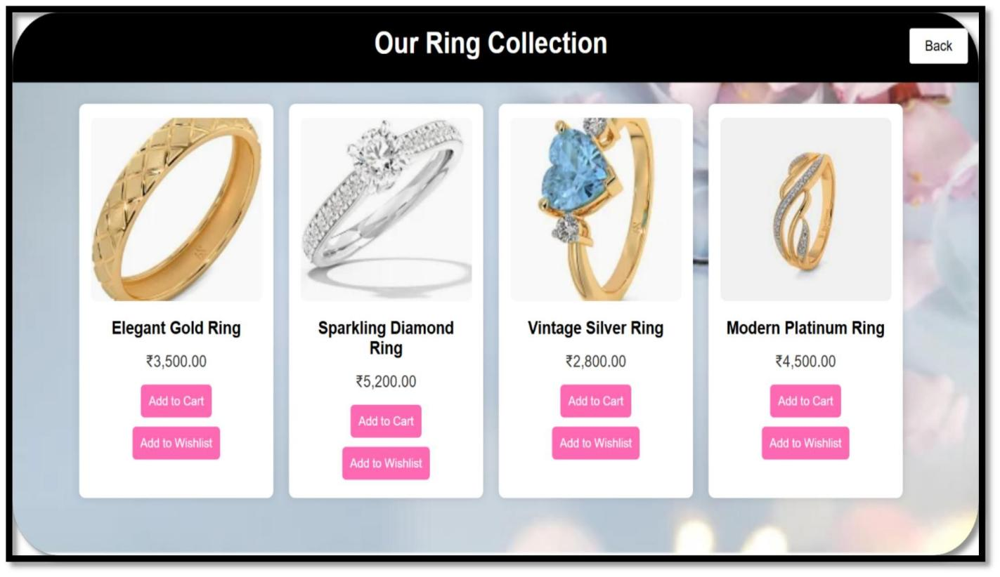 Our Ring Collection
Back
Elegant Gold Ring
₹3,500.00
Add to Cart
Add to Wishlist
Sparkling Diamond
Ring
₹5,200.00
Add to Cart
Add to Wishlist
Vintage Silver Ring
₹2,800.00
Add to Cart
Add to Wishlist
Modern Platinum Ring
₹4,500.00
Add to Cart
Add to Wishlist